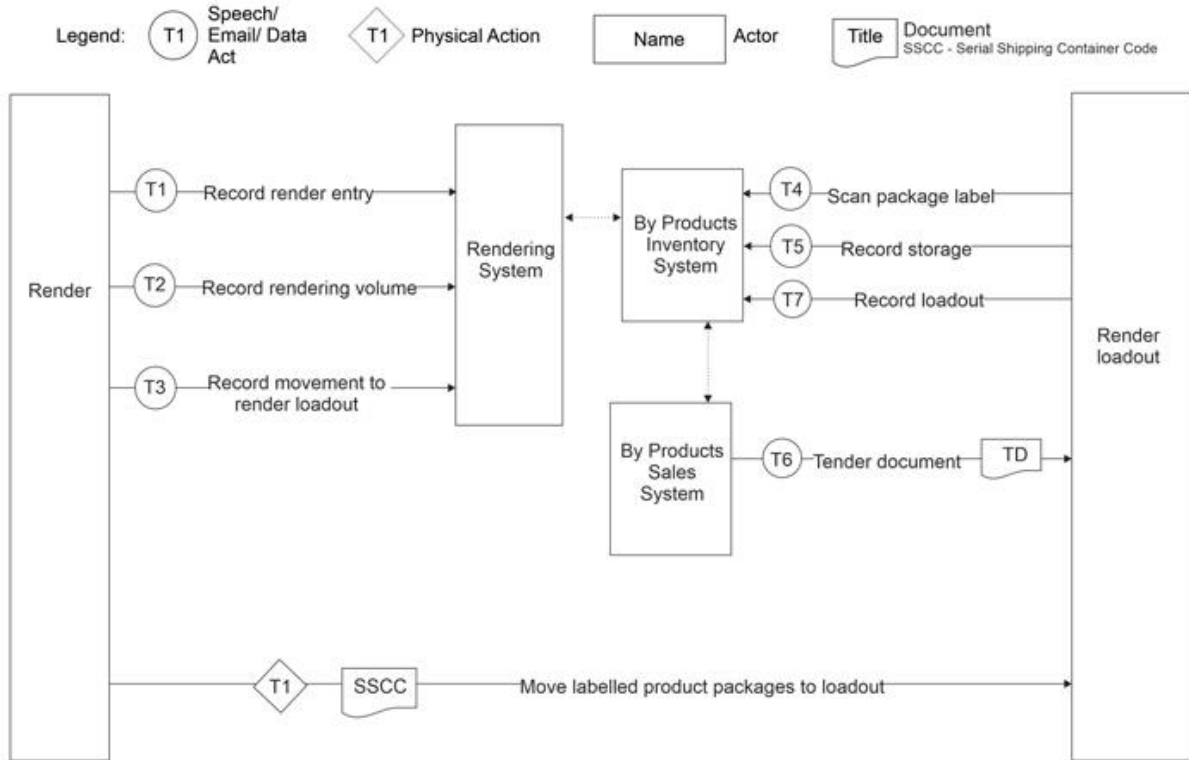 Legend:
T1
Speech/
Email/ Data
Act
T1
Physical Action
Name
Actor
Title
Document
SSCC - Serial Shipping Container Code
Render
T1
Record render entry
T2
Record rendering volume
T3
Record movement to
render loadout
Rendering
System
By Products
Inventory
System
T4
Scan package label
T5
Record storage
T7
Record loadout
Render
loadout
By Products
Sales
System
T6
Tender document
TD
T1
SSCC
Move labelled product packages to loadout